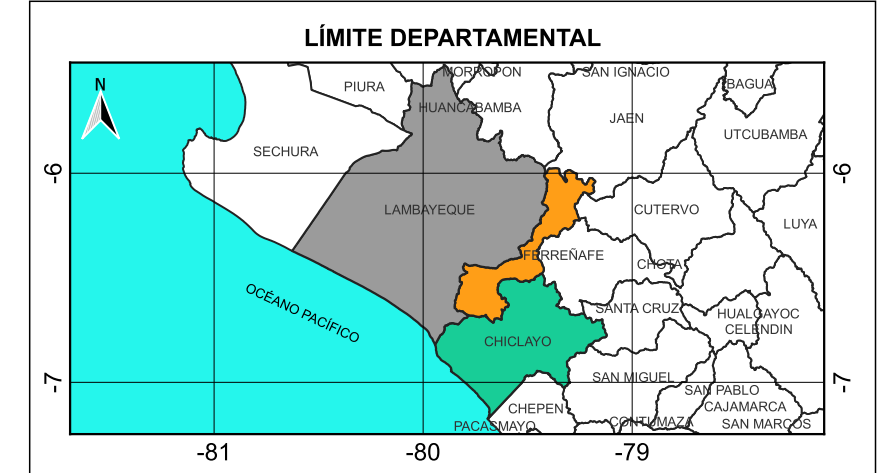 LÍMITE DEPARTAMENTAL
N
MORROPON
SAN IGNACIO
PIURA
BAGUA
HUANCABAMBA
JAEN
UTCUBAMBA
SECHURA
-6
-6
LAMBAYEQUE
CUTERVO
LUYA
FERREÑAFE
CHOTA
OCÉANO PACÍFICO
SANTA CRUZ
HUALGAYOC
CELENDIN
CHICLAYO
-7
-7
SAN MIGUEL
SAN PABLO
CHEPEN
CAJAMARCA
PACASMAYO
CONTUMAZA
SAN MARCOS
-81
-80
-79